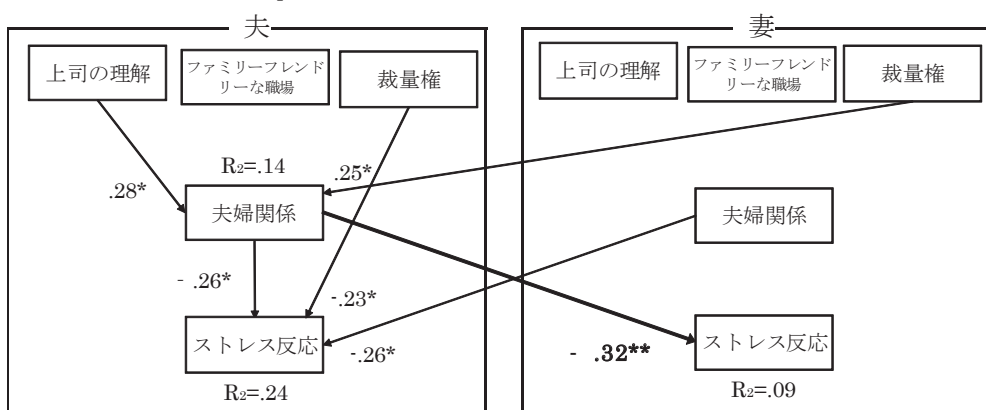 夫
妻
上司の理解
ファミリーフレンド
リーな職場
裁量権
上司の理解
ファミリーフレンド
リーな職場
裁量権
R2=.14
.25*
.28*
夫婦関係
夫婦関係
- .26*
-.23*
ストレス反応
-.26*
- .32**
ストレス反応
R2=.24
R2=.09